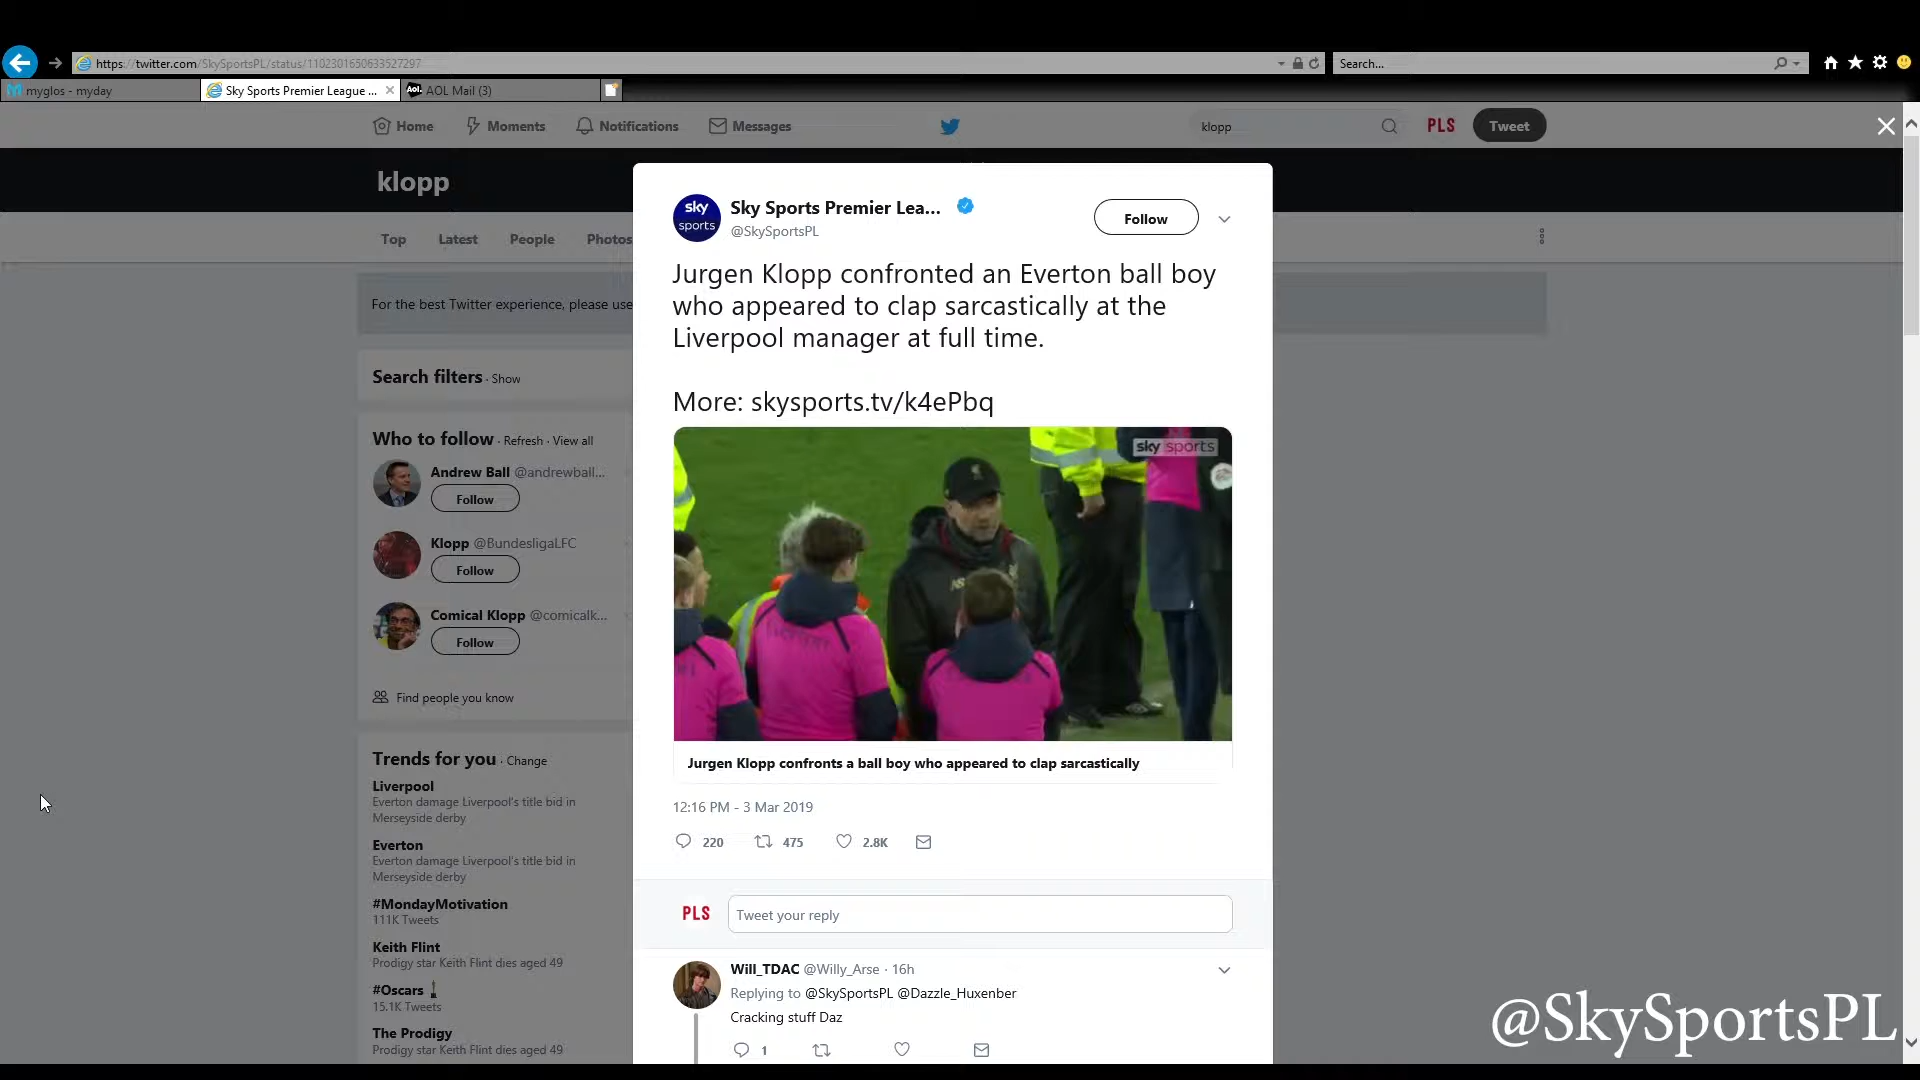 https://twitter.com/SkySportsPL/status/1102301650633527297
Search...
myglos - myday
Sky Sports Premier League ...
Aol. AOL Mail (3)
Home
Moments
Notifications
Messages
klopp
PLS
Tweet
klopp
Top
Latest
People
Photos
For the best Twitter experience, please use
Search filters · Show
Who to follow · Refresh · View all
Andrew Ball @andrewball...
Follow
Klopp @BundesligaLFC
Follow
Comical Klopp @comicalk...
Follow
Find people you know
Trends for you · Change
Liverpool
Everton damage Liverpool's title bid in
Merseyside derby
Everton
Everton damage Liverpool's title bid in
Merseyside derby
#MondayMotivation
111K Tweets
Keith Flint
Prodigy star Keith Flint dies aged 49
#Oscars
15.1K Tweets
The Prodigy
Prodigy star Keith Flint dies aged 49
sky
sports
Sky Sports Premier Lea...
@SkySportsPL
Follow
Jurgen Klopp confronted an Everton ball boy
who appeared to clap sarcastically at the
Liverpool manager at full time.
More: skysports.tv/k4ePbq
sky sports
Jurgen Klopp confronts a ball boy who appeared to clap sarcastically
12:16 PM - 3 Mar 2019
220
475
2.8K
PLS
Tweet your reply
Will_TDAC @Willy_Arse · 16h
Replying to @SkySportsPL @Dazzle_Huxenber
Cracking stuff Daz
1
@SkySportsPL